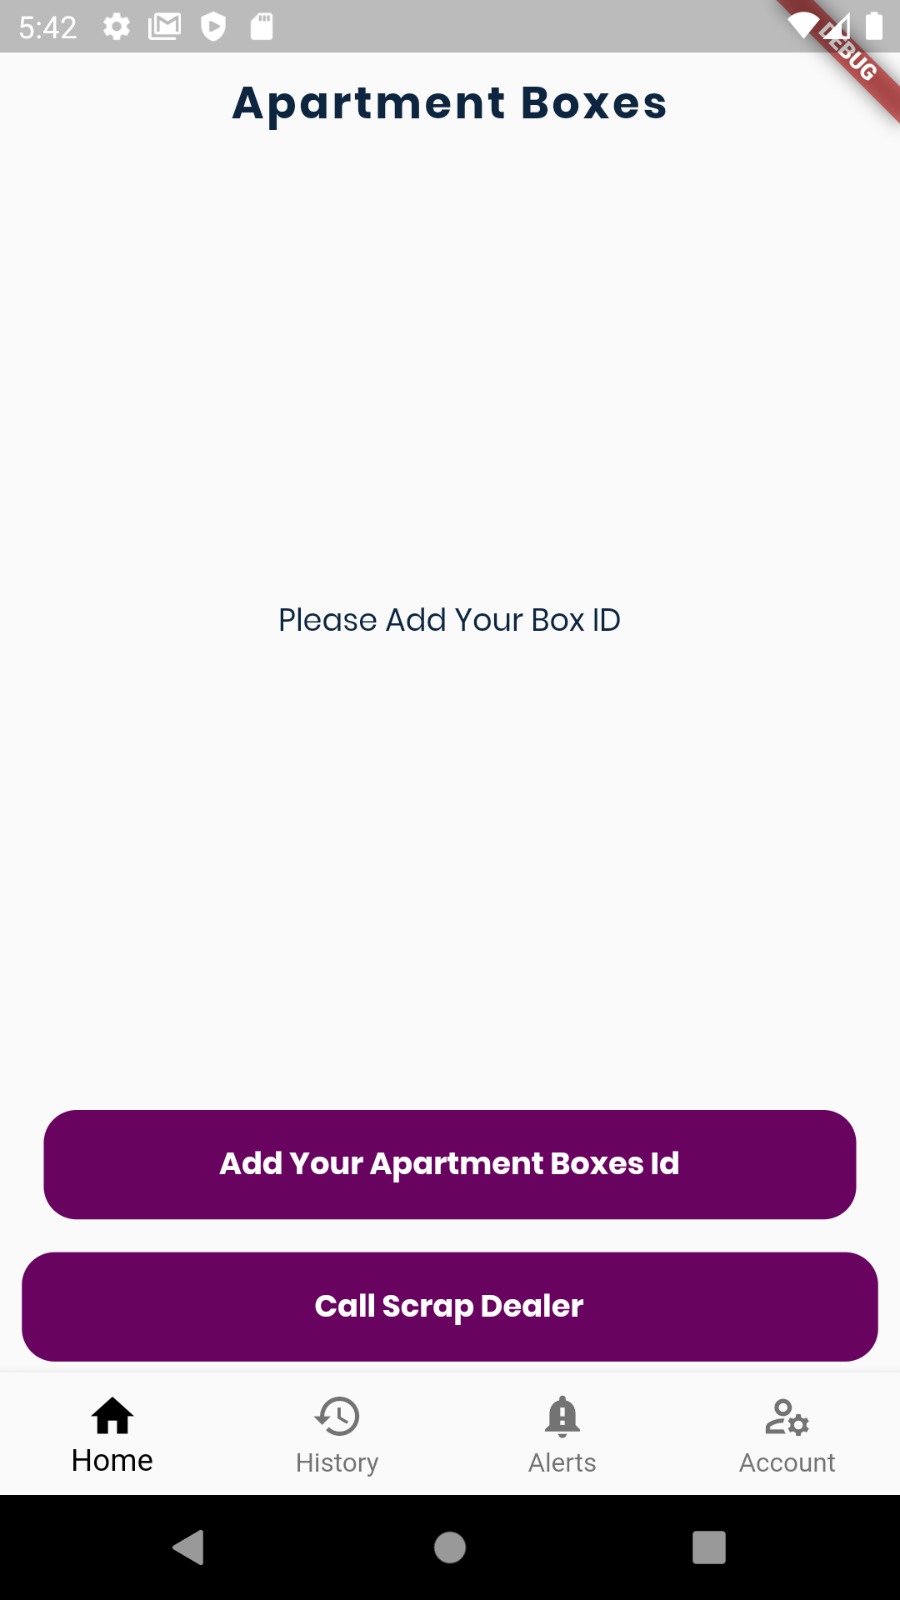 5:42
DEBUG
Apartment Boxes
Please Add Your Box ID
Add Your Apartment Boxes Id
Call Scrap Dealer
Home
History
Alerts
Account